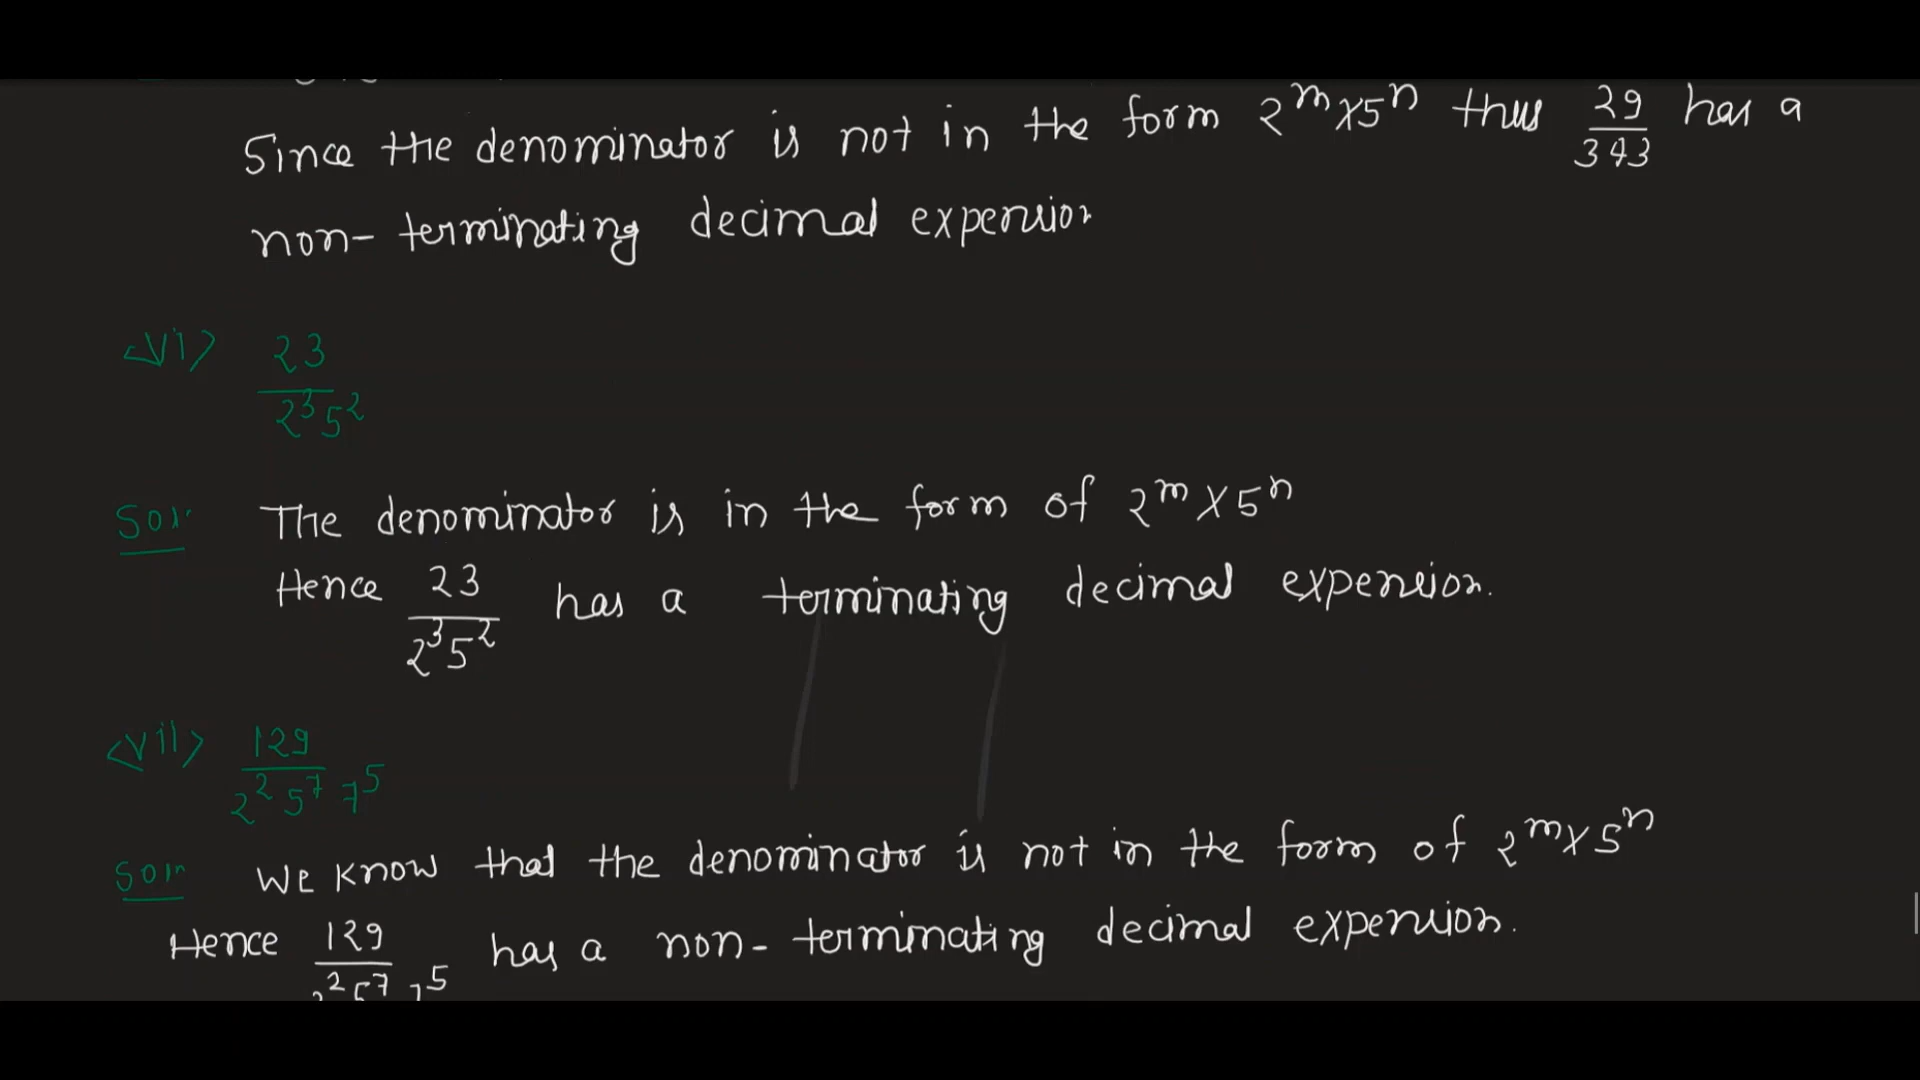 Since the denominator is not in the form 2^m×5^n thus 29/343 has a
non-terminating decimal expension
<vi> 23/2^3 5^2
Sol. The denominator is in the form of 2^m×5^n
Hence 23/2^3 5^2 has a terminating decimal expension.
<vii> 129/2^2 5^7 7^5
Soln We know that the denominator is not in the form of 2^m×5^n
Hence 129/2^2 5^7 7^5 has a non-terminating decimal expension.